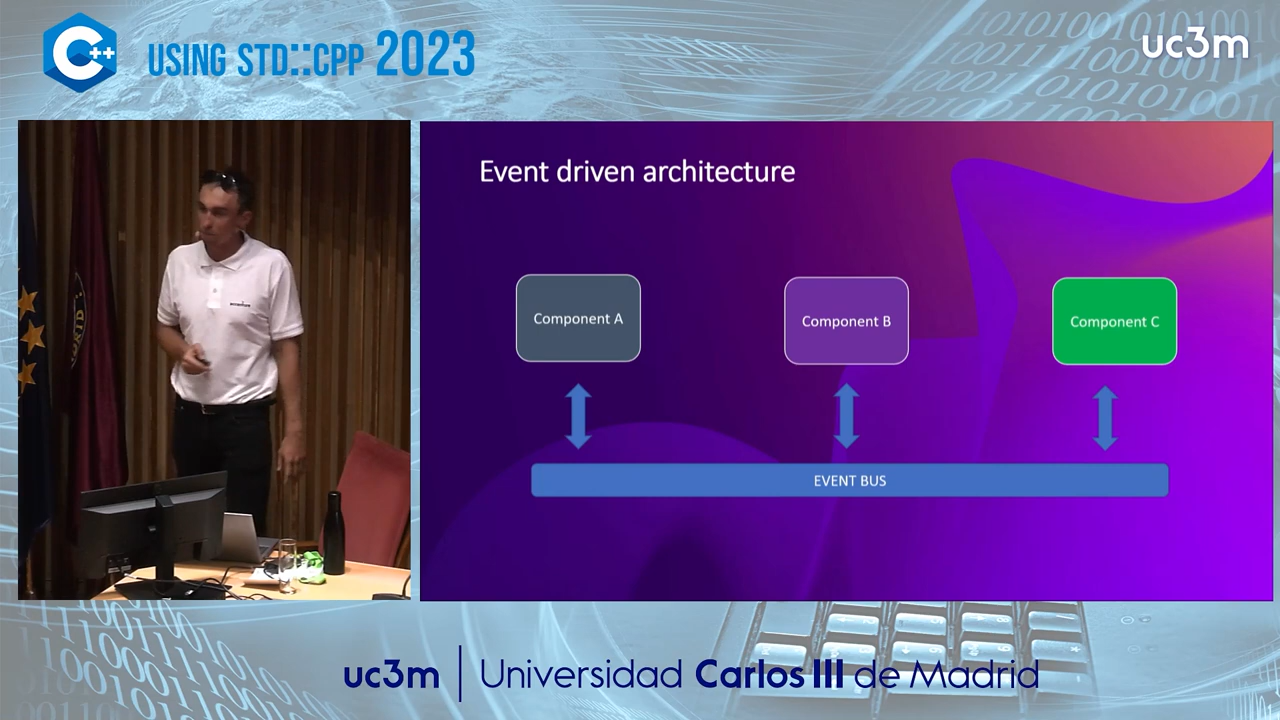 C++
USING STD::CPP 2023
uc3m
Event driven architecture
Component A
Component B
Component C
EVENT BUS
accenture
uc3m | Universidad Carlos III de Madrid